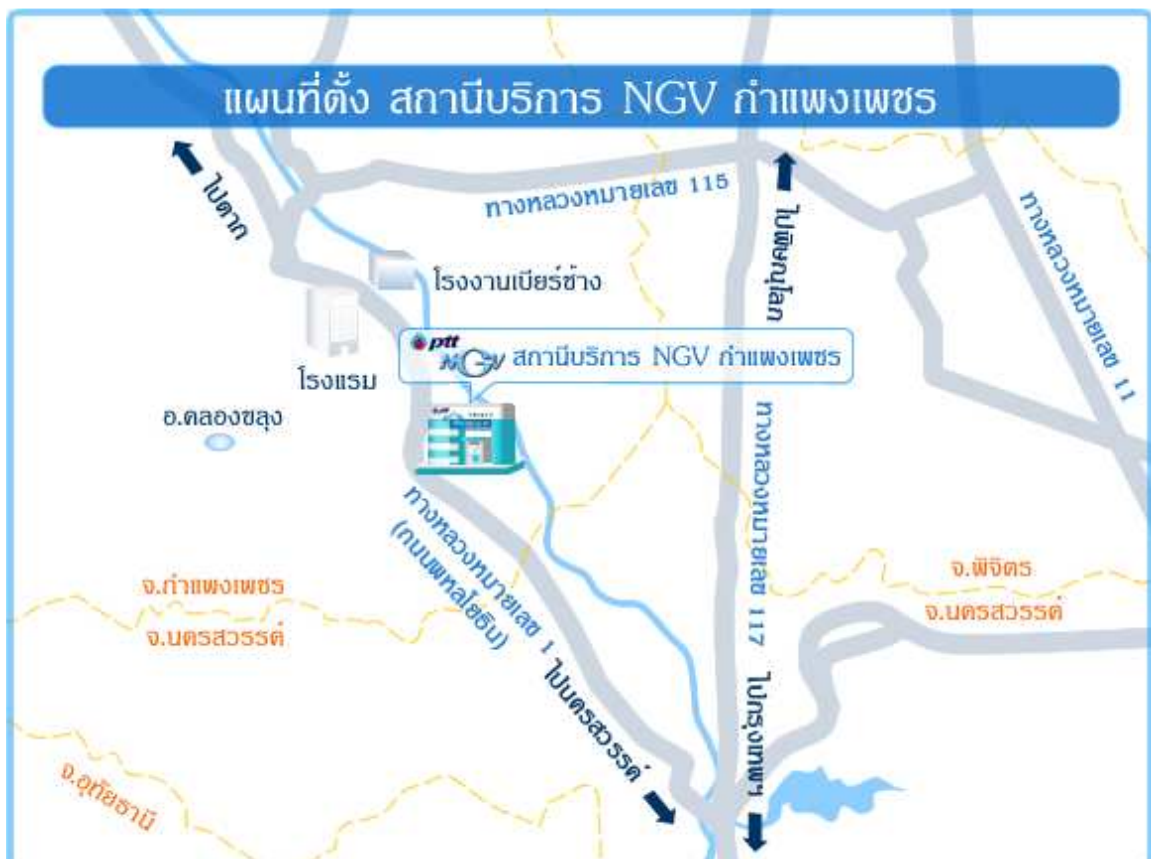 แผนที่ตั้ง สถานีบริการ NGV กำแพงเพชร
ไปตาก
ทางหลวงหมายเลข 115
ไปพิษณุโลก
ทางหลวงหมายเลข 11
โรงงานเบียร์ช้าง
ptt
NGV สถานีบริการ NGV กำแพงเพชร
โรงแรม
อ.คลองขลุง
ทางหลวงหมายเลข 117
ทางหลวงหมายเลข 1
(ถนนพหลโยธิน)
จ.กำแพงเพชร
จ.นครสวรรค์
จ.พิจิตร
จ.นครสวรรค์
ไปนครสวรรค์
ไปกรุงเทพฯ
จ.อุทัยธานี